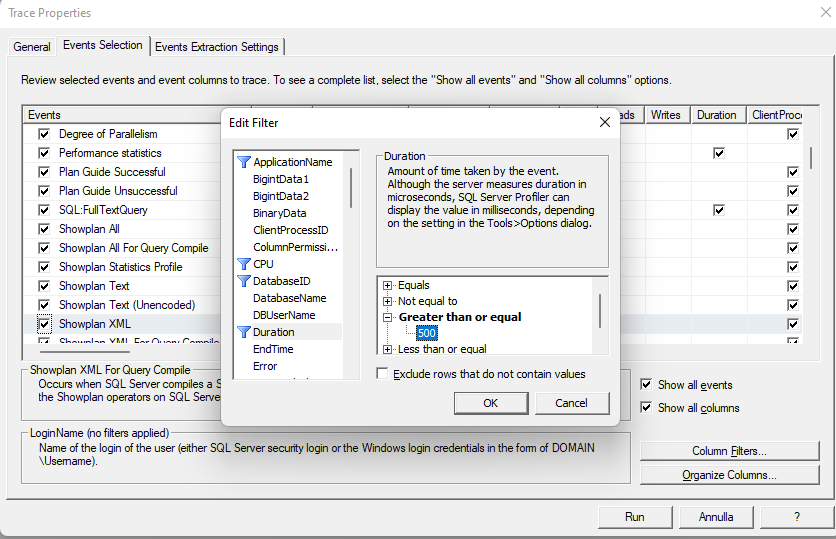 Trace Properties
General
Events Selection
Events Extraction Settings
Review selected events and event columns to trace. To see a complete list, select the "Show all events" and "Show all columns" options.
Events
Writes
Duration
Degree of Parallelism
Performance statistics
Plan Guide Successful
Plan Guide Unsuccessful
SQL:FullTextQuery
Showplan All
Showplan All For Query Compile
Showplan Statistics Profile
Showplan Text
Showplan Text (Unencoded)
Showplan XML
Showplan XML For Query Compile
Edit Filter
ApplicationName
BigintData1
BigintData2
BinaryData
ClientProcessID
ColumnPermissi...
CPU
DatabaseID
DatabaseName
DBUserName
Duration
EndTime
Error
Duration
Amount of time taken by the event.
Although the server measures duration in
microseconds, SQL Server Profiler can
display the value in milliseconds, depending
on the setting in the Tools>Options dialog.
Equals
Not equal to
Greater than or equal
500
Less than or equal
Exclude rows that do not contain values
OK
Cancel
Showplan XML For Query Compile
Occurs when SQL Server compiles a
the Showplan operators on SQL
Show all events
Show all columns
LoginName (no filters applied)
Name of the login of the user (either SQL Server security login or the Windows login credentials in the form of DOMAIN
\Username).
Column Filters...
Organize Columns...
Run
Annulla
?